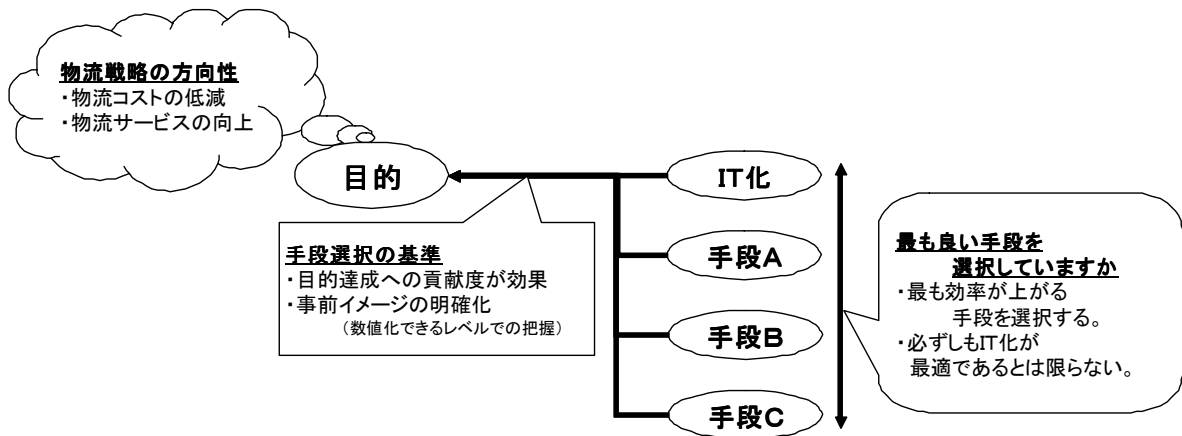 物流戦略の方向性
・物流コストの低減
・物流サービスの向上
目的
IT化
手段選択の基準
・目的達成への貢献度が効果
・事前イメージの明確化
（数値化できるレベルでの把握）
手段A
手段B
手段C
最も良い手段を
選択していますか
・最も効率が上がる
手段を選択する。
・必ずしもIT化が
最適であるとは限らない。